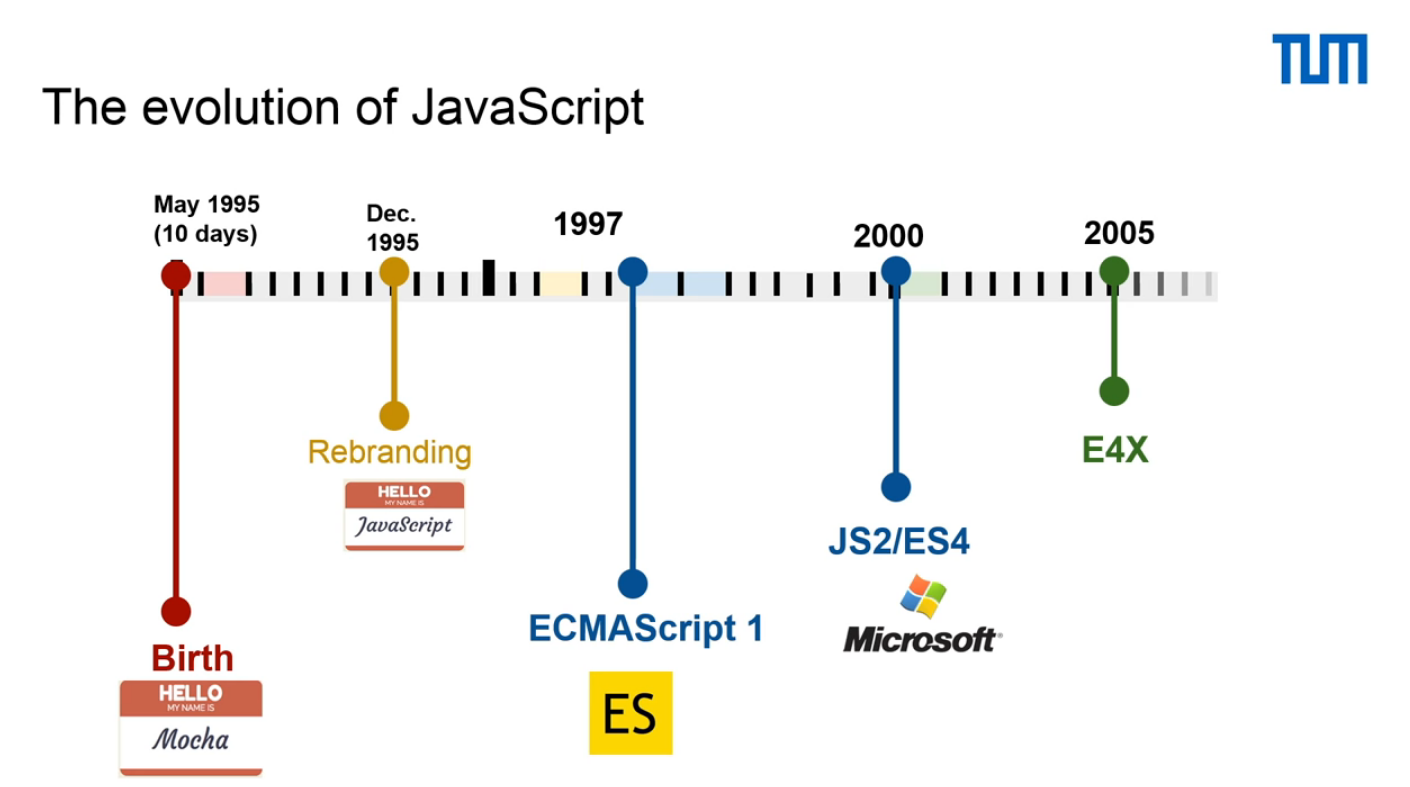 TUM
The evolution of JavaScript
May 1995
(10 days)
Dec.
1995
1997
2000
2005
Rebranding
HELLO
MY NAME IS
JavaScript
E4X
JS2/ES4
Microsoft
ECMAScript 1
ES
Birth
HELLO
MY NAME IS
Mocha